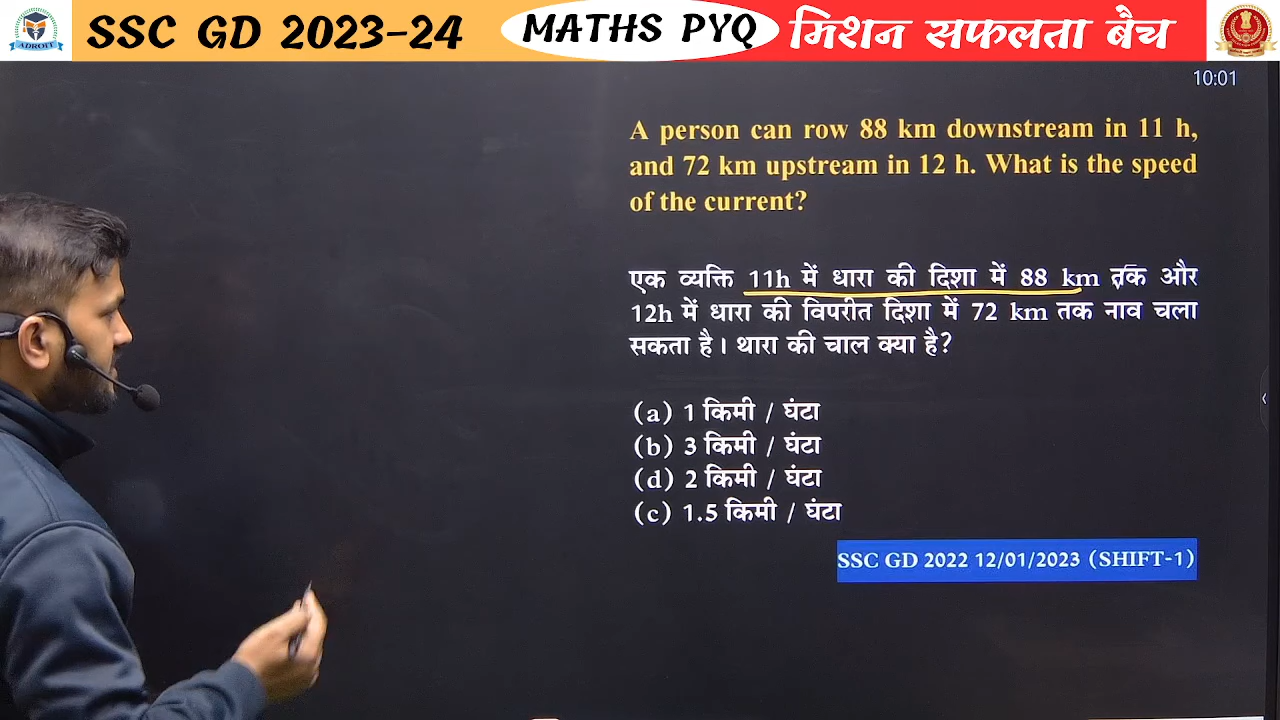 SSC GD 2023-24 MATHS PYQ मिशन सफलता बैच
ADROIT
10:01
A person can row 88 km downstream in 11 h,
and 72 km upstream in 12 h. What is the speed
of the current?
एक व्यक्ति 11h में धारा की दिशा में 88 km तक और
12h में धारा की विपरीत दिशा में 72 km तक नाव चला
सकता है। थारा की चाल क्या है?
(a) 1 किमी / घंटा
(b) 3 किमी / घंटा
(d) 2 किमी / घंटा
(c) 1.5 किमी / घंटा
SSC GD 2022 12/01/2023 (SHIFT-1)